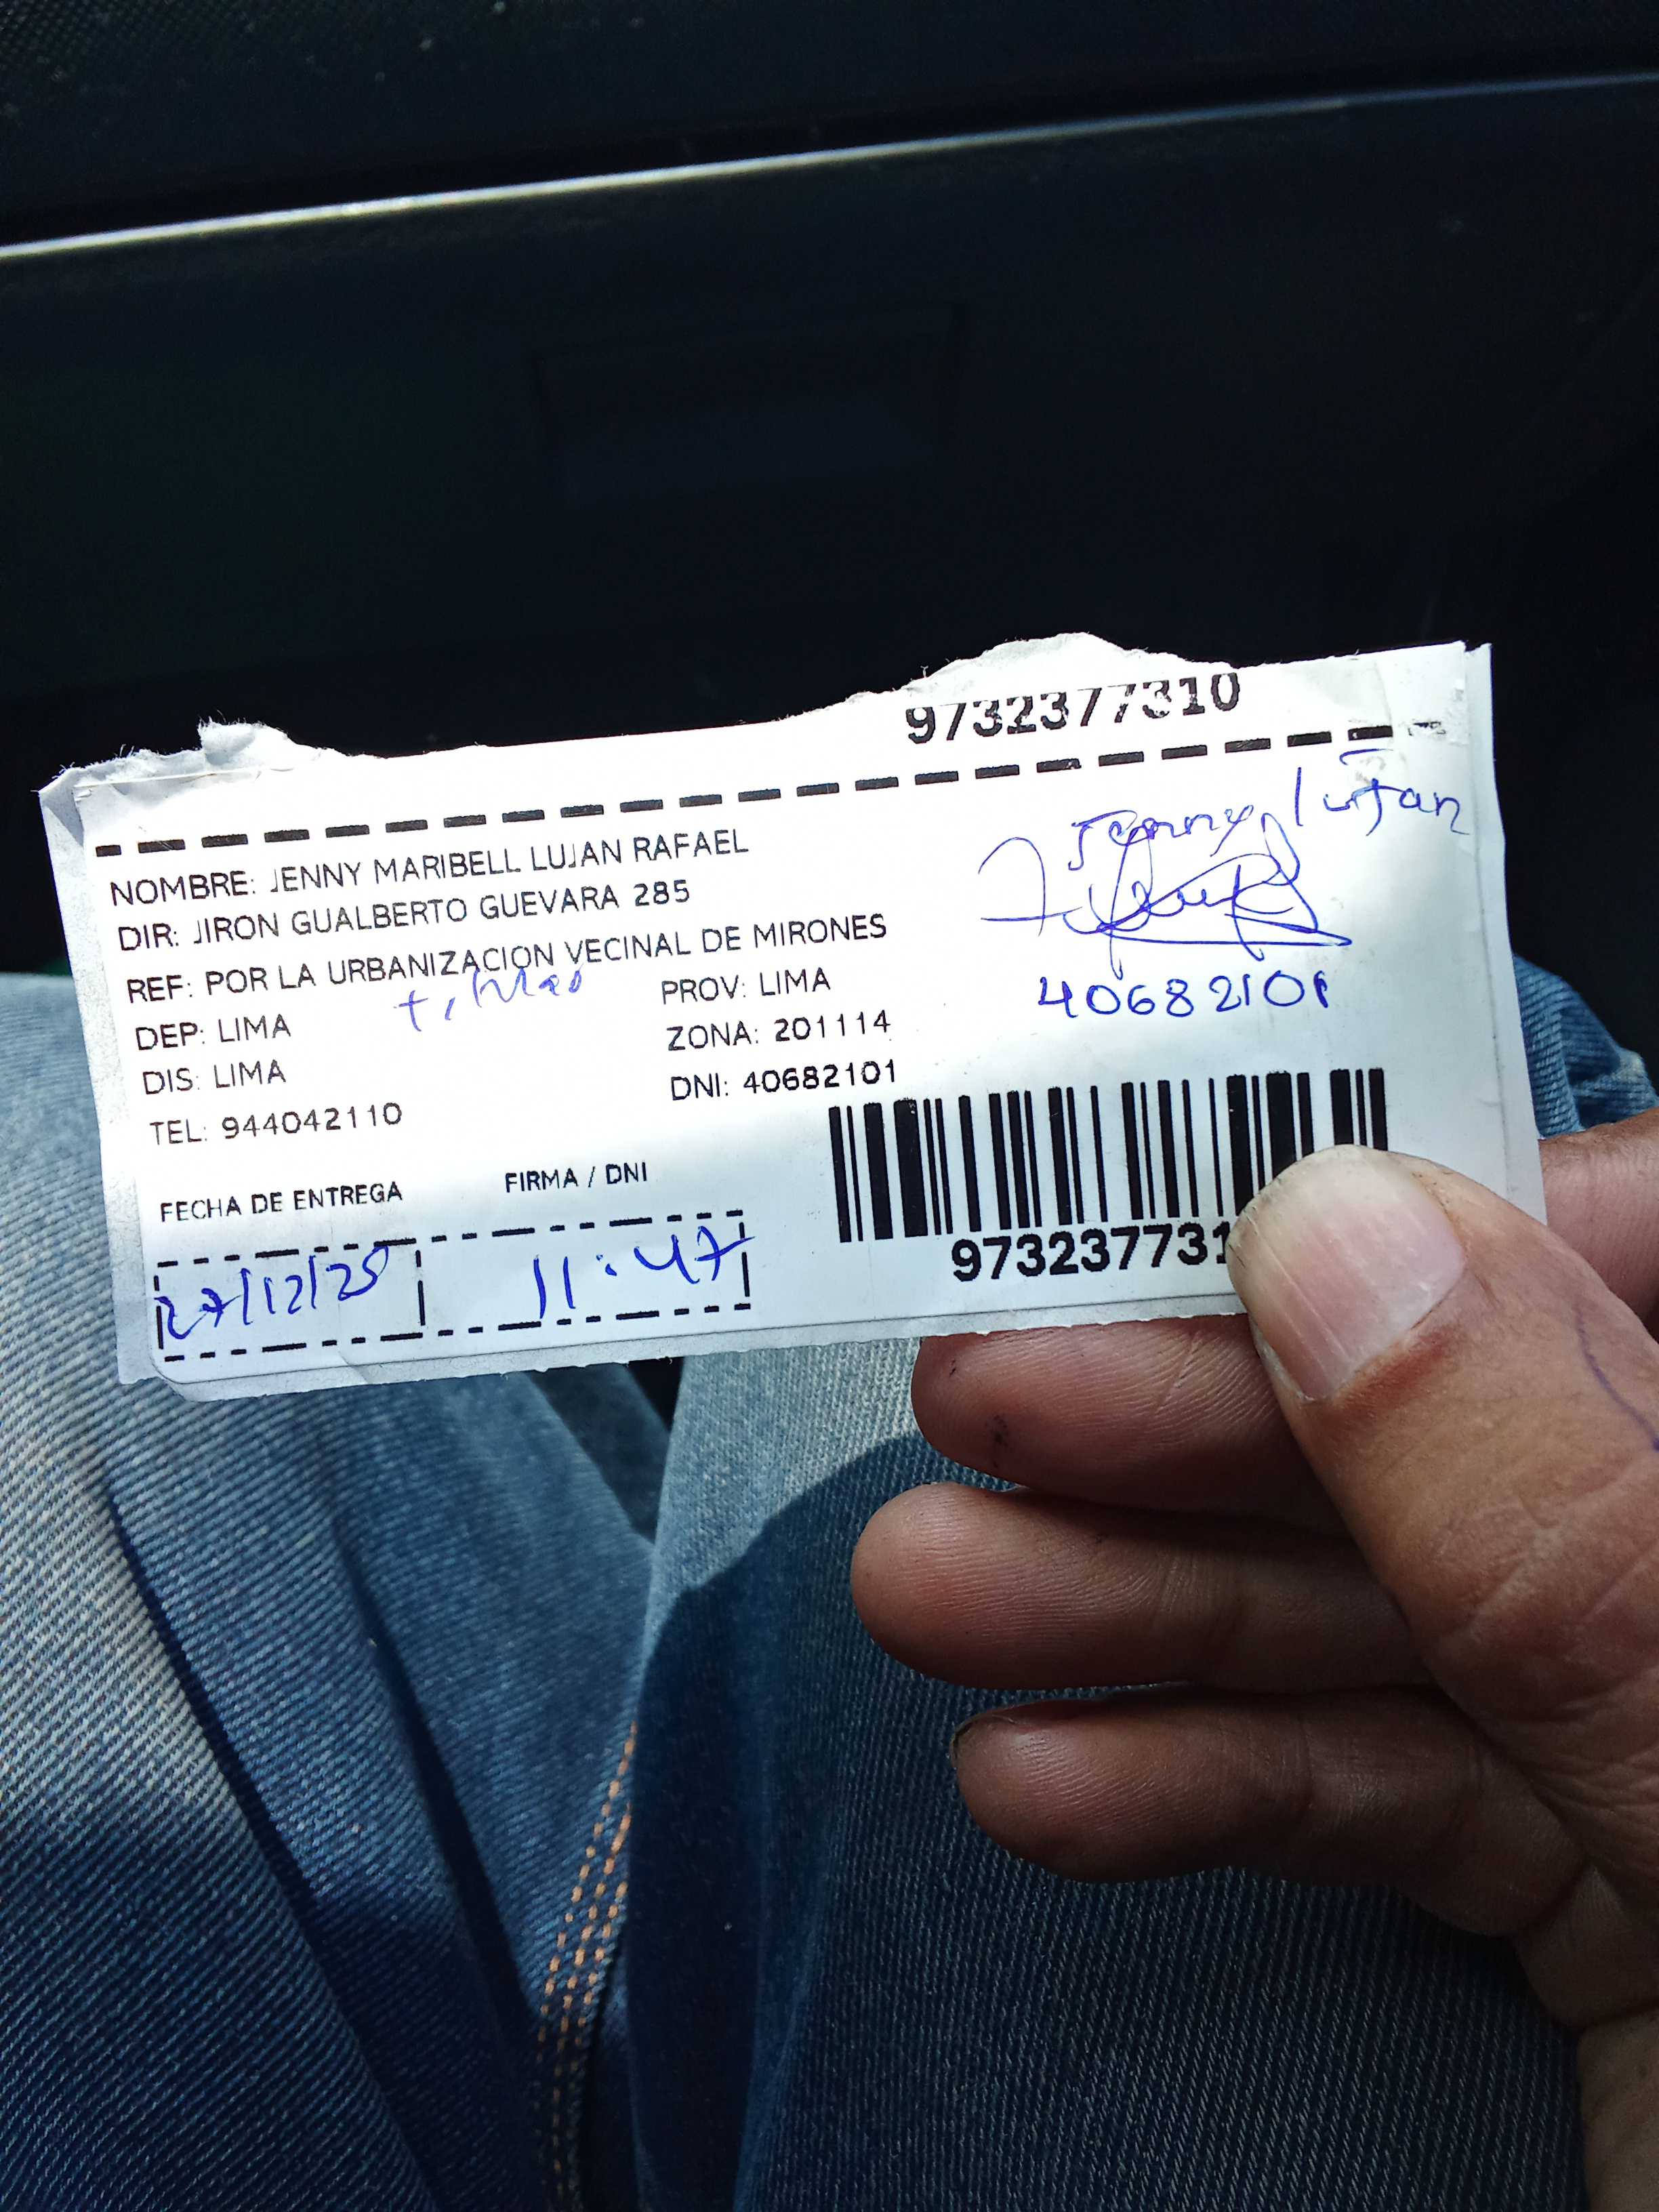 9732377310
NOMBRE: JENNY MARIBELL LUJAN RAFAEL
Jenny Lujan
DIR: JIRON GUALBERTO GUEVARA 285
REF: POR LA URBANIZACION VECINAL DE MIRONES
titular
DEP: LIMA PROV: LIMA
40682101
DIS: LIMA ZONA: 201114
TEL: 944042110 DNI: 40682101
FECHA DE ENTREGA FIRMA / DNI
27/12/25 11:47
973237731